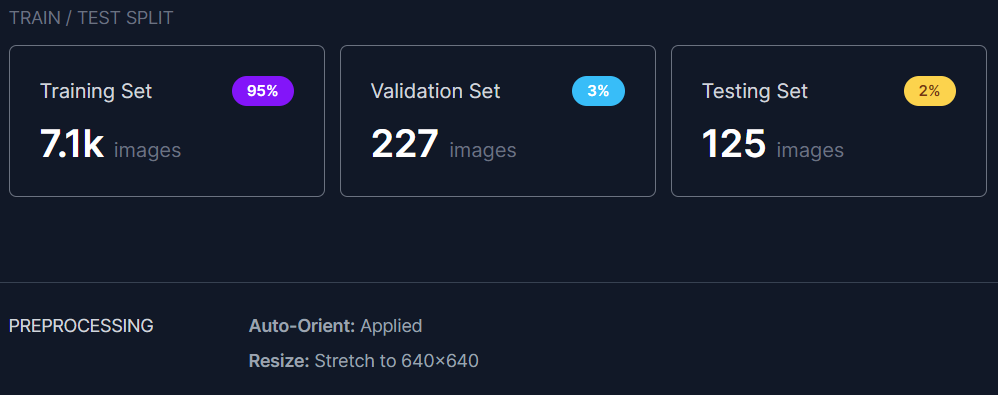 TRAIN / TEST SPLIT
Training Set 95%
7.1k images
Validation Set 3%
227 images
Testing Set 2%
125 images
PREPROCESSING
Auto-Orient: Applied
Resize: Stretch to 640×640